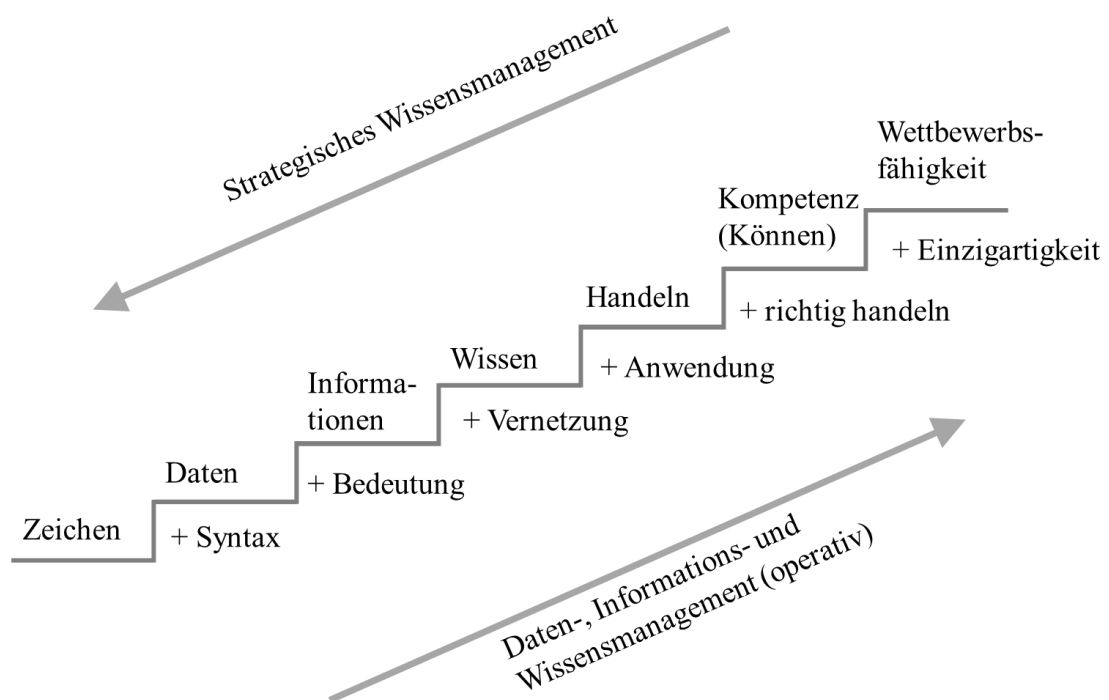 Strategisches Wissensmanagement
Wettbewerbs-
fähigkeit
Kompetenz
(Können)
+ Einzigartigkeit
Handeln
+ richtig handeln
Wissen
+ Anwendung
Informa-
tionen
+ Vernetzung
Daten
+ Bedeutung
Zeichen
+ Syntax
Daten-, Informations- und
Wissensmanagement (operativ)